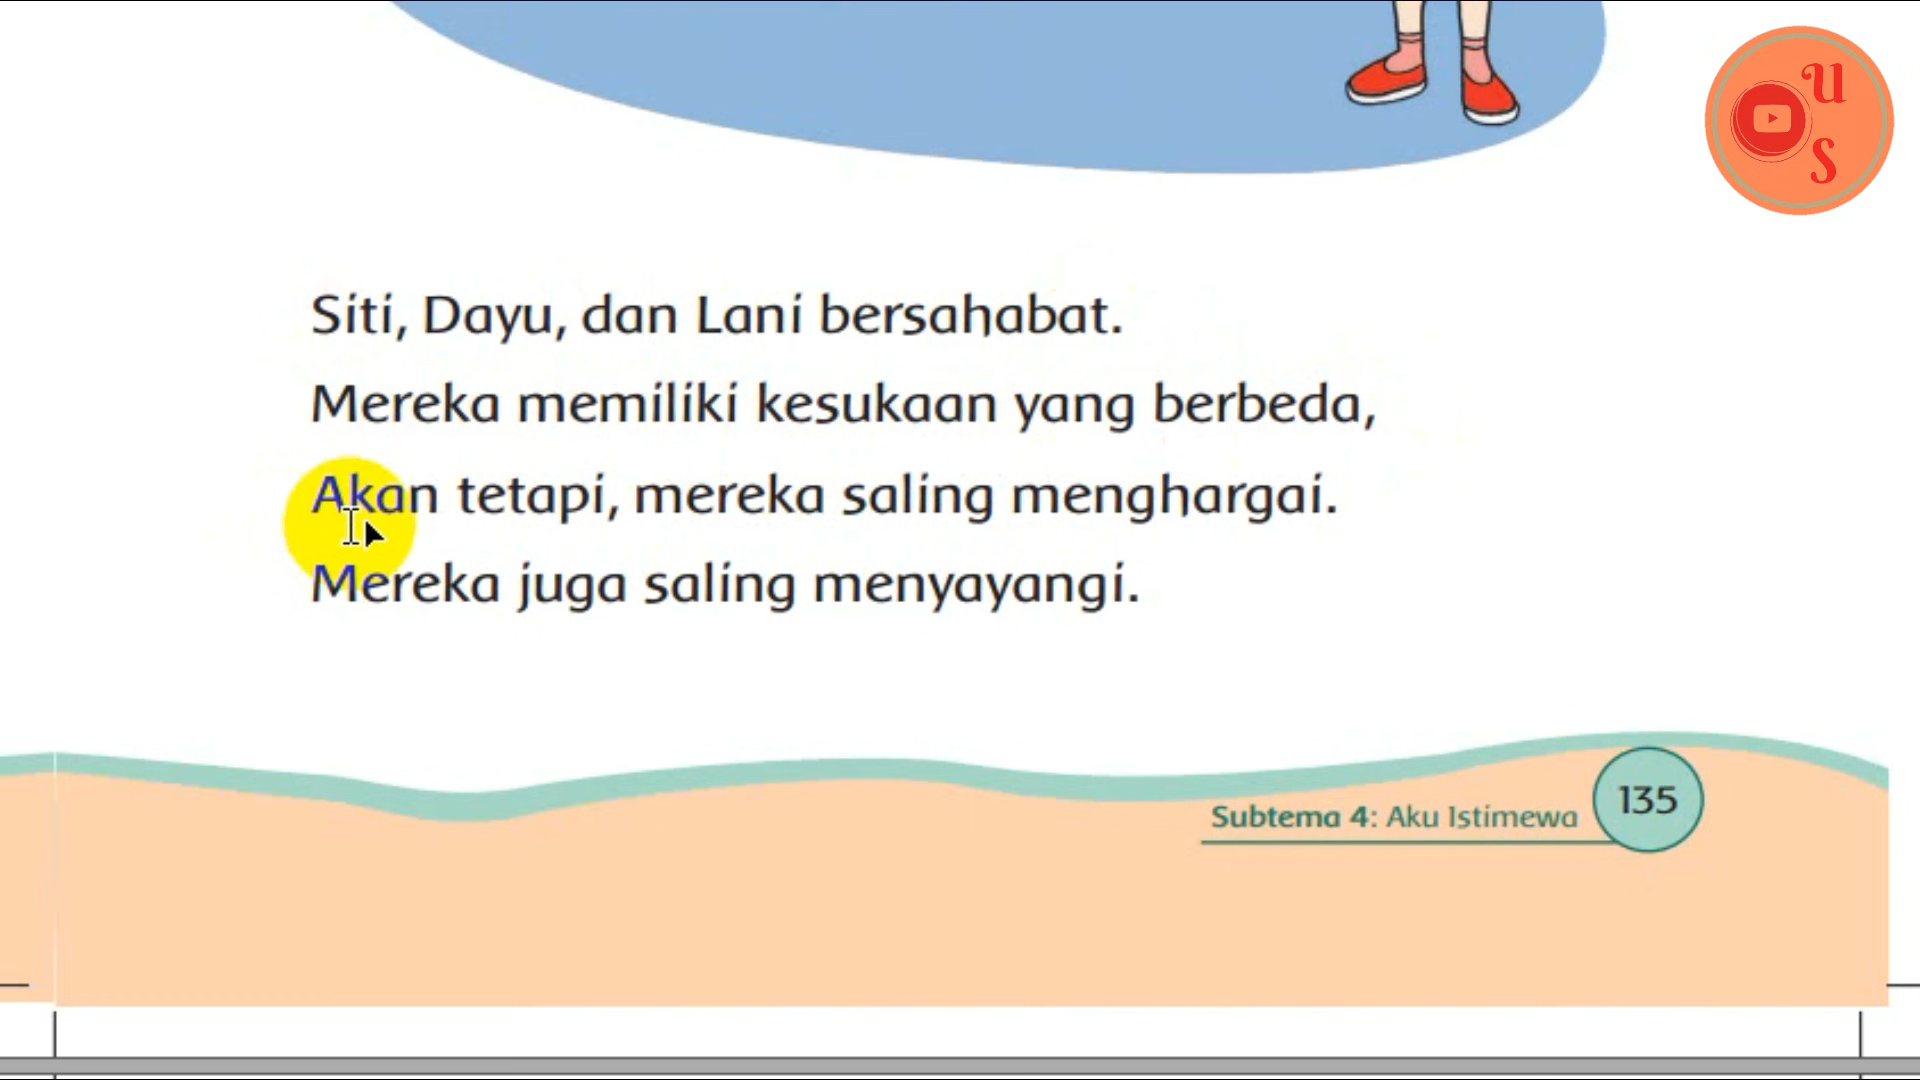 U
S
Siti, Dayu, dan Lani bersahabat.
Mereka memiliki kesukaan yang berbeda,
Akan tetapi, mereka saling menghargai.
Mereka juga saling menyayangi.
Subtema 4: Aku Istimewa
135